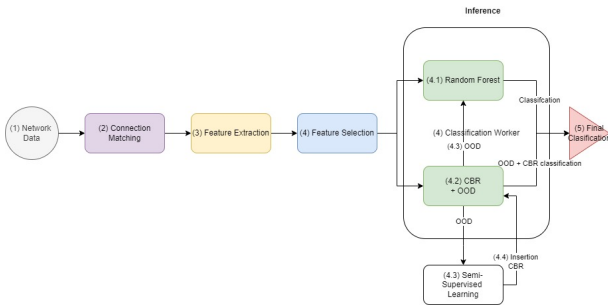 Inference
(1) Network
Data
(2) Connection
Matching
(3) Feature Extraction
(4) Feature Selection
(4.1) Random Forest
Classifcation
(4) Classification Worker
(4.3) OOD
(5) Final
Clasification
OOD + CBR classification
(4.2) CBR
+ OOD
OOD
(4.4) Insertion
CBR
(4.3) Semi-
Supervised
Learning